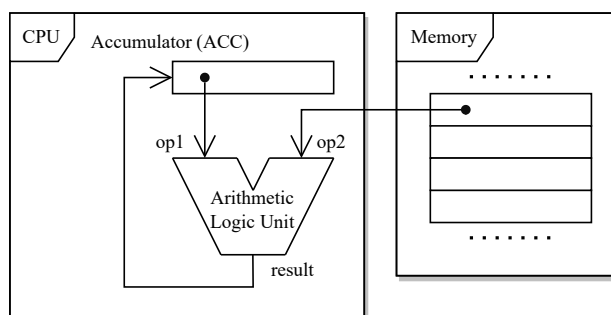 CPU
Accumulator (ACC)
Memory
op1
op2
Arithmetic
Logic Unit
result